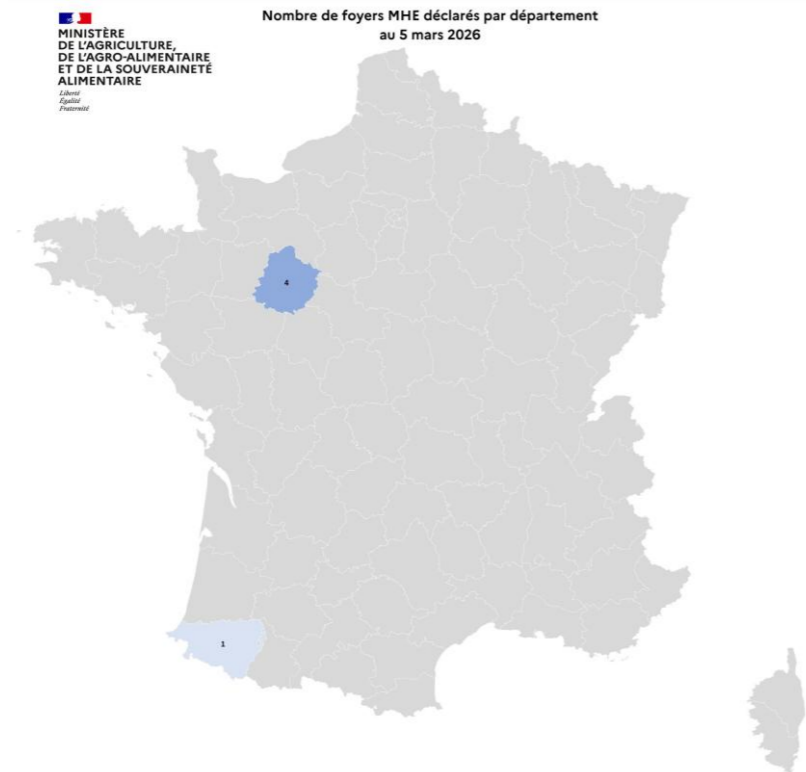 MINISTÈRE
DE L'AGRICULTURE,
DE L'AGRO-ALIMENTAIRE
ET DE LA SOUVERAINETÉ
ALIMENTAIRE
Liberté
Égalité
Fraternité
Nombre de foyers MHE déclarés par département
au 5 mars 2026
4
1